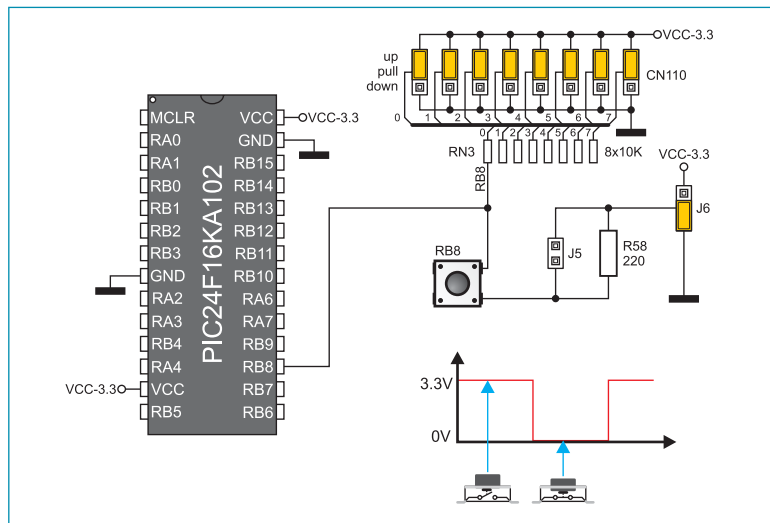 VCC-3.3
up
pull
down
CN110
0 1 2 3 4 5 6 7
0 1 2 3 4 5 6 7
RN3
8x10K
RB8
VCC-3.3
J6
J5
R58
220
RB8
PIC24F16KA102
MCLR
RA0
RA1
RB0
RB1
RB2
RB3
GND
RA2
RA3
RB4
RA4
VCC
RB5
VCC
GND
RB15
RB14
RB13
RB12
RB11
RB10
RA6
RA7
RB9
RB8
RB7
RB6
VCC-3.3
VCC-3.3
3.3V
0V